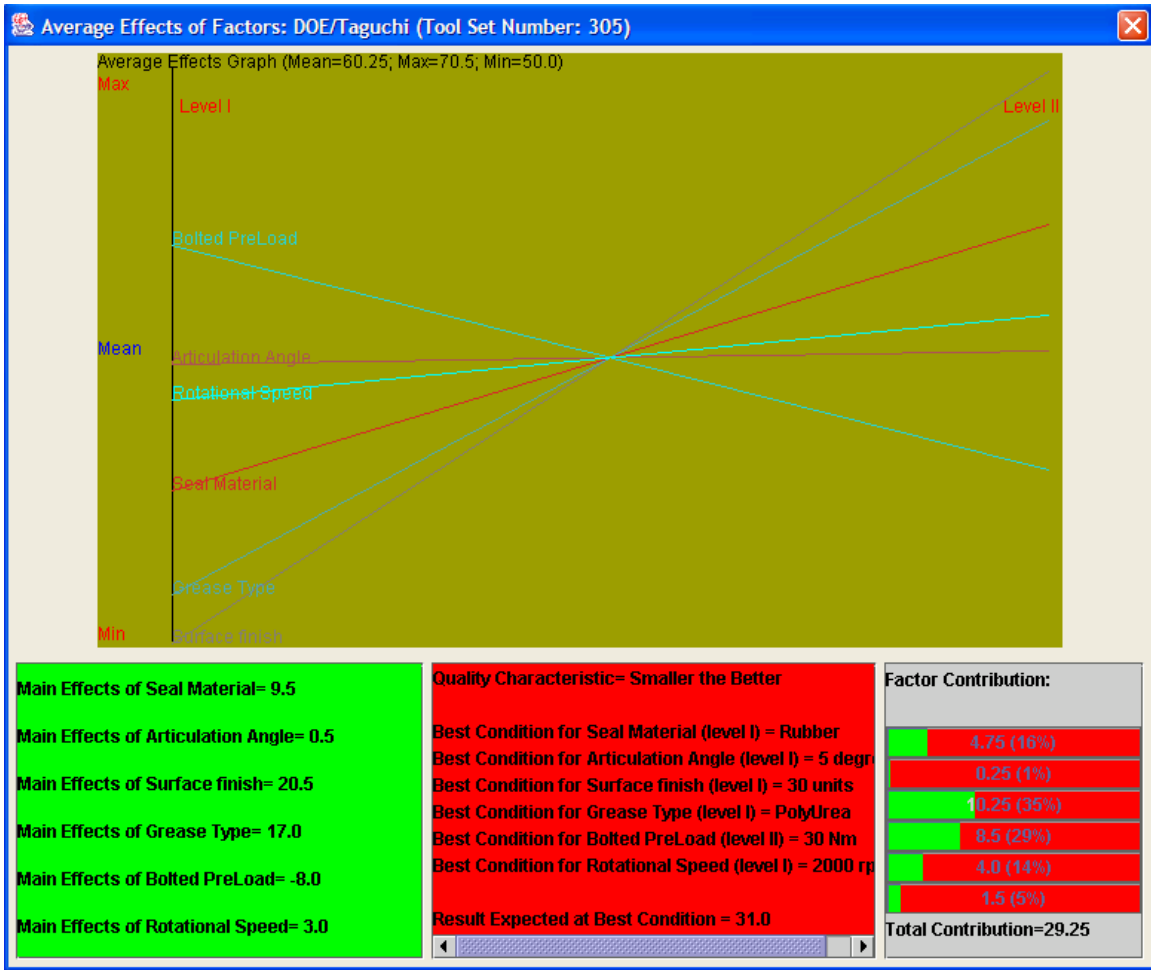 Average Effects of Factors: DOE/Taguchi (Tool Set Number: 305)
Average Effects Graph (Mean=60.25; Max=70.5; Min=50.0)
Max
Level I
Level II
Bolted PreLoad
Mean
Articulation Angle
Rotational Speed
Seal Material
Grease Type
Min
Surface finish
Main Effects of Seal Material= 9.5
Main Effects of Articulation Angle= 0.5
Main Effects of Surface finish= 20.5
Main Effects of Grease Type= 17.0
Main Effects of Bolted PreLoad= -8.0
Main Effects of Rotational Speed= 3.0
Quality Characteristic= Smaller the Better
Best Condition for Seal Material (level I) = Rubber
Best Condition for Articulation Angle (level I) = 5 degr
Best Condition for Surface finish (level I) = 30 units
Best Condition for Grease Type (level I) = PolyUrea
Best Condition for Bolted PreLoad (level II) = 30 Nm
Best Condition for Rotational Speed (level I) = 2000 rp
Result Expected at Best Condition = 31.0
Factor Contribution:
4.75 (16%)
0.25 (1%)
10.25 (35%)
8.5 (29%)
4.0 (14%)
1.5 (5%)
Total Contribution=29.25